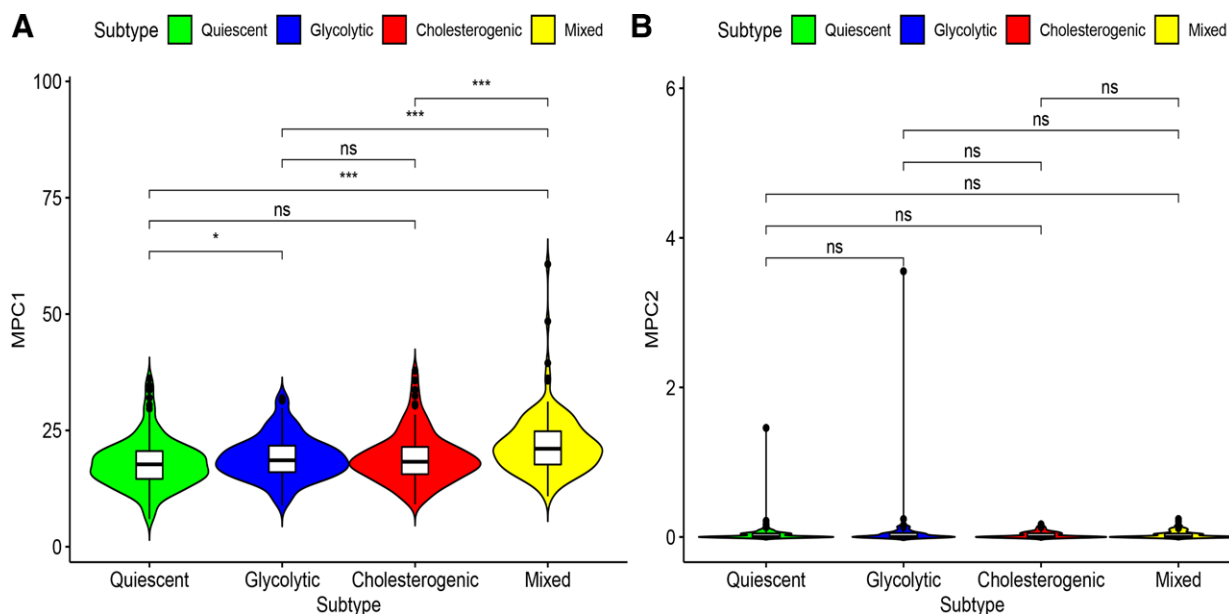 A
Subtype Quiescent Glycolytic Cholesterogenic Mixed
100
75
50
25
0
MPC1
***
***
ns
***
ns
*
Quiescent Glycolytic Cholesterogenic Mixed
Subtype
B
Subtype Quiescent Glycolytic Cholesterogenic Mixed
6
4
2
0
MPC2
ns
ns
ns
ns
ns
ns
Quiescent Glycolytic Cholesterogenic Mixed
Subtype